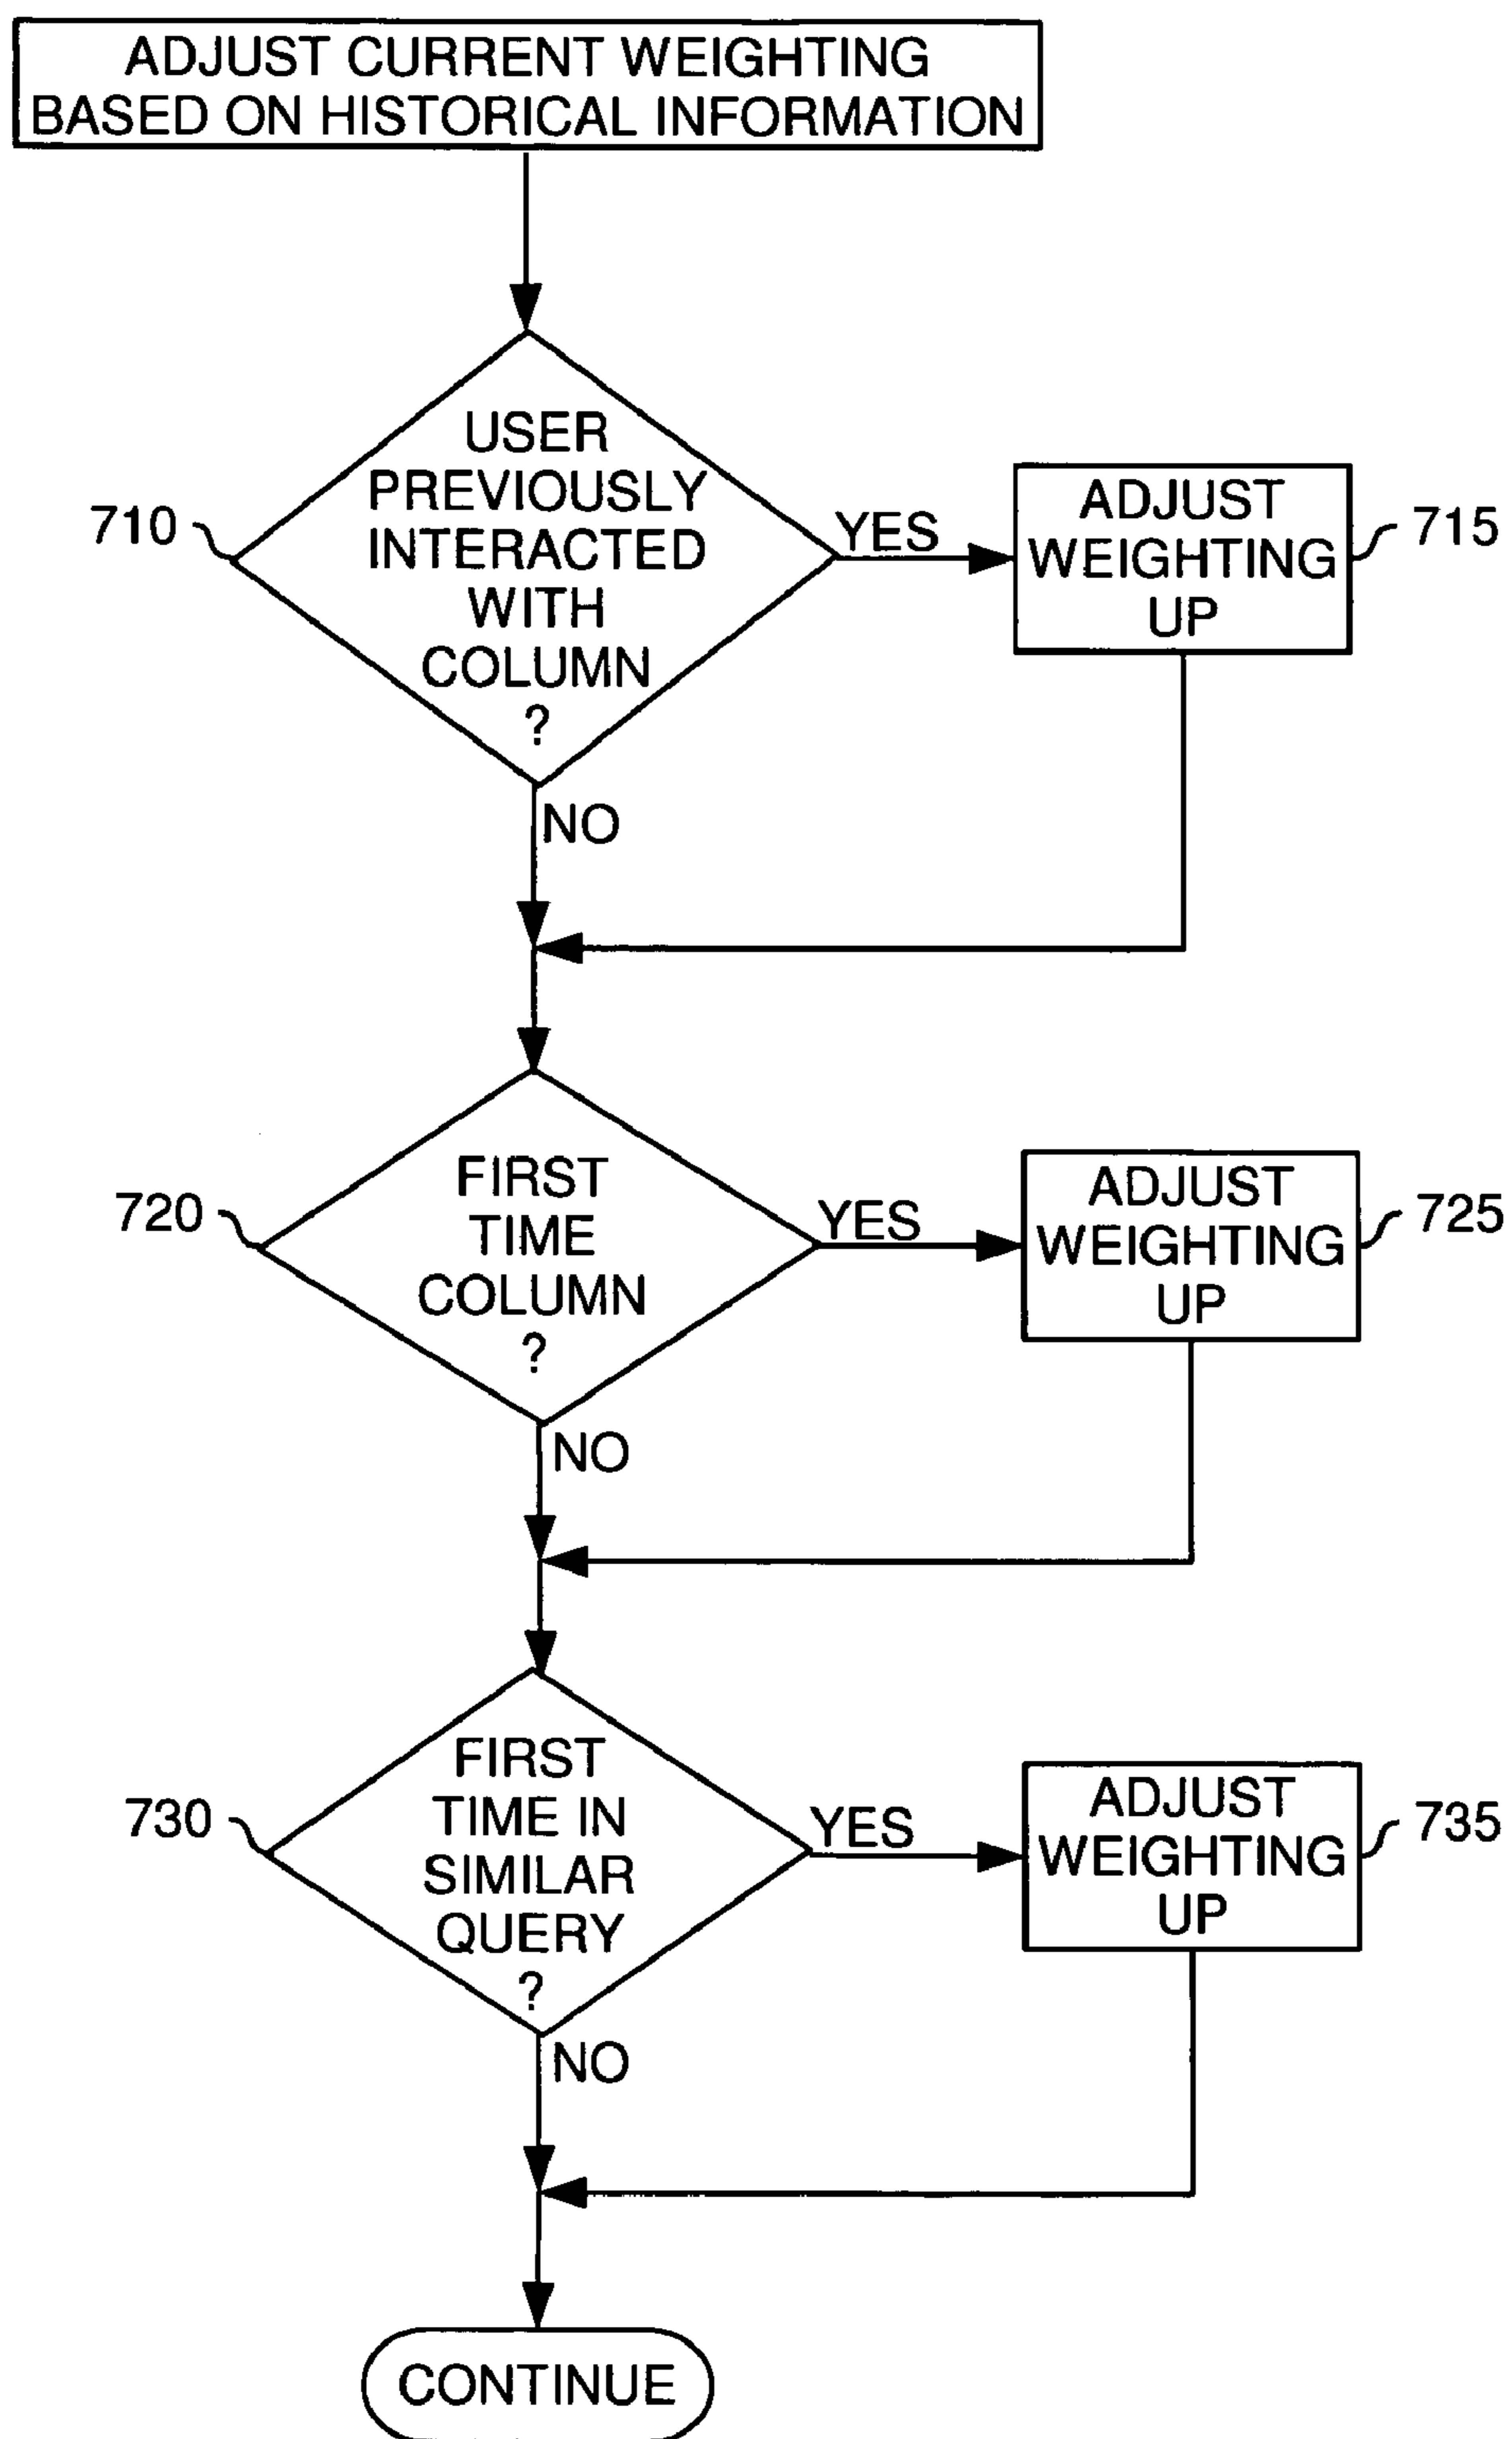 ADJUST CURRENT WEIGHTING
BASED ON HISTORICAL INFORMATION
710
USER
PREVIOUSLY
INTERACTED
WITH
COLUMN
?
YES
ADJUST
WEIGHTING
UP
715
NO
720
FIRST
TIME
COLUMN
?
YES
ADJUST
WEIGHTING
UP
725
NO
730
FIRST
TIME IN
SIMILAR
QUERY
?
YES
ADJUST
WEIGHTING
UP
735
NO
CONTINUE